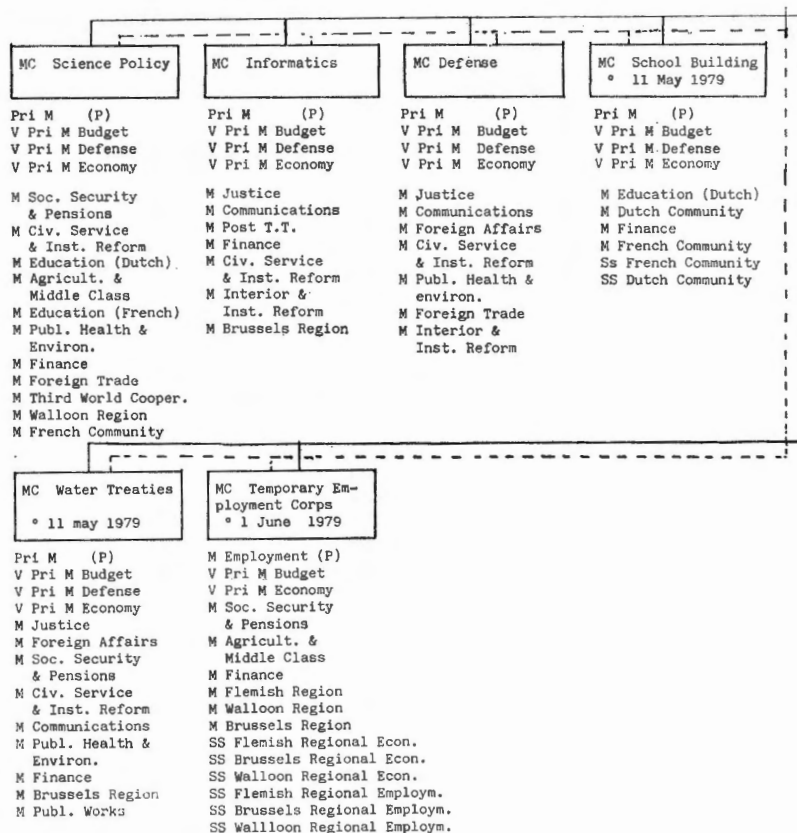 MC Science Policy
Pri M (P)
V Pri M Budget
V Pri M Defense
V Pri M Economy
M Soc. Security
& Pensions
M Civ. Service
& Inst. Reform
M Education (Dutch)
M Agricult. &
Middle Class
M Education (French)
M Publ. Health &
Environ.
M Finance
M Foreign Trade
M Third World Cooper.
M Walloon Region
M French Community
MC Informatics
Pri M (P)
V Pri M Budget
V Pri M Defense
V Pri M Economy
M Justice
M Communications
M Post T.T.
M Finance
M Civ. Service
& Inst. Reform
M Interior &
Inst. Reform
M Brussels Region
MC Defense
Pri M (P)
V Pri M Budget
V Pri M Defense
V Pri M Economy
M Justice
M Communications
M Foreign Affairs
M Civ. Service
& Inst. Reform
M Publ. Health &
environ.
M Foreign Trade
M Interior &
Inst. Reform
MC School Building
° 11 May 1979
Pri M (P)
V Pri M Budget
V Pri M Defense
V Pri M Economy
M Education (Dutch)
M Dutch Community
M Finance
M French Community
Ss French Community
SS Dutch Community
MC Water Treaties
° 11 may 1979
Pri M (P)
V Pri M Budget
V Pri M Defense
V Pri M Economy
M Justice
M Foreign Affairs
M Soc. Security
& Pensions
M Civ. Service
& Inst. Reform
M Communications
M Publ. Health &
Environ.
M Finance
M Brussels Region
M Publ. Works
MC Temporary Em-
ployment Corps
° 1 June 1979
M Employment (P)
V Pri M Budget
V Pri M Economy
M Soc. Security
& Pensions
M Agricult. &
Middle Class
M Finance
M Flemish Region
M Walloon Region
M Brussels Region
SS Flemish Regional Econ.
SS Brussels Regional Econ.
SS Walloon Regional Econ.
SS Flemish Regional Employm.
SS Brussels Regional Employm.
SS Wallloon Regional Employm.